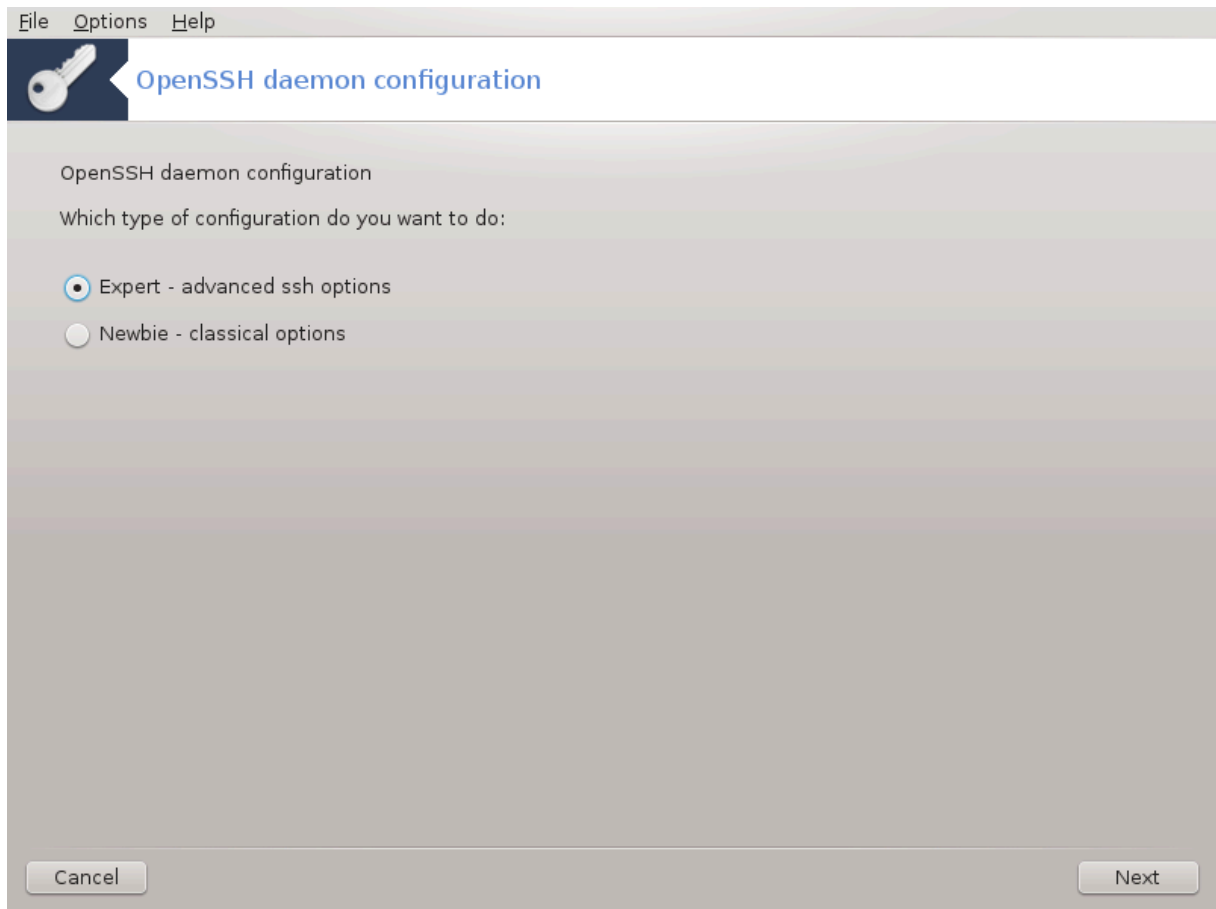 File Options Help
OpenSSH daemon configuration
OpenSSH daemon configuration
Which type of configuration do you want to do:
Expert - advanced ssh options
Newbie - classical options
Cancel Next